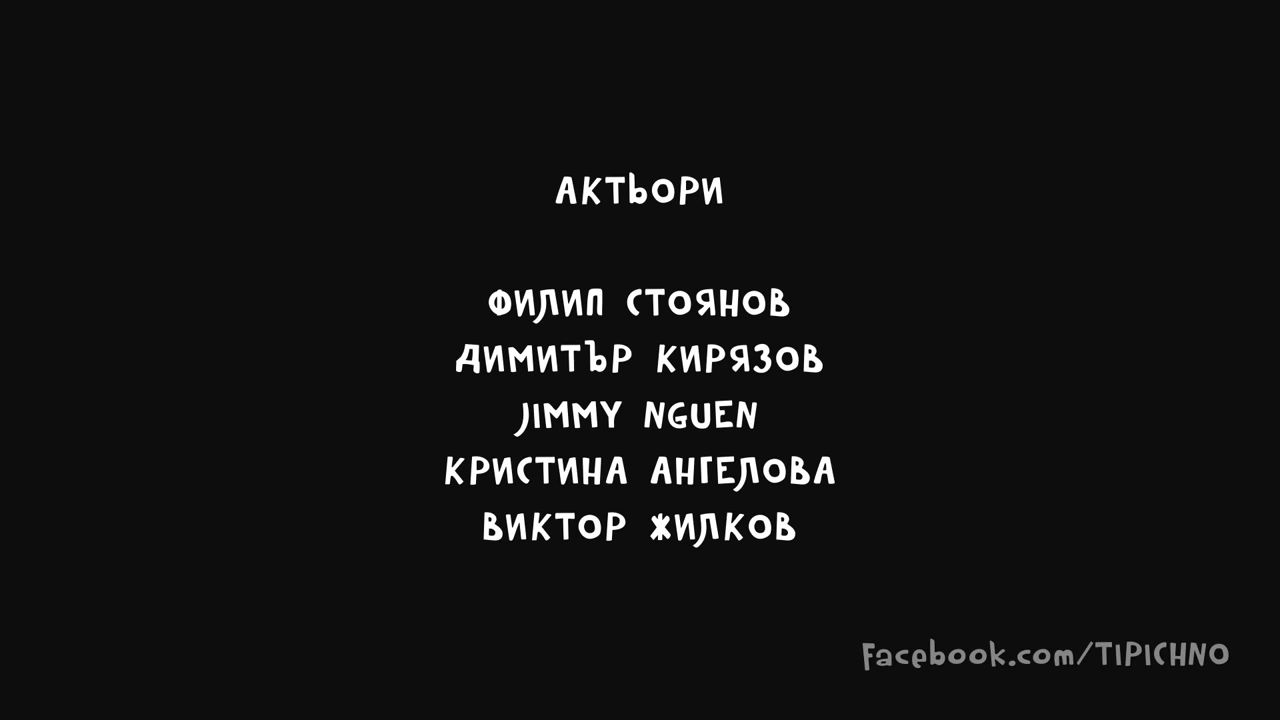 АКТЬОРИ
ФИЛИП СТОЯНОВ
ДИМИТЪР КИРЯЗОВ
JIMMY NGUEN
КРИСТИНА АНГЕЛОВА
ВИКТОР ЖИЛКОВ
Facebook.com/TIPICHNO